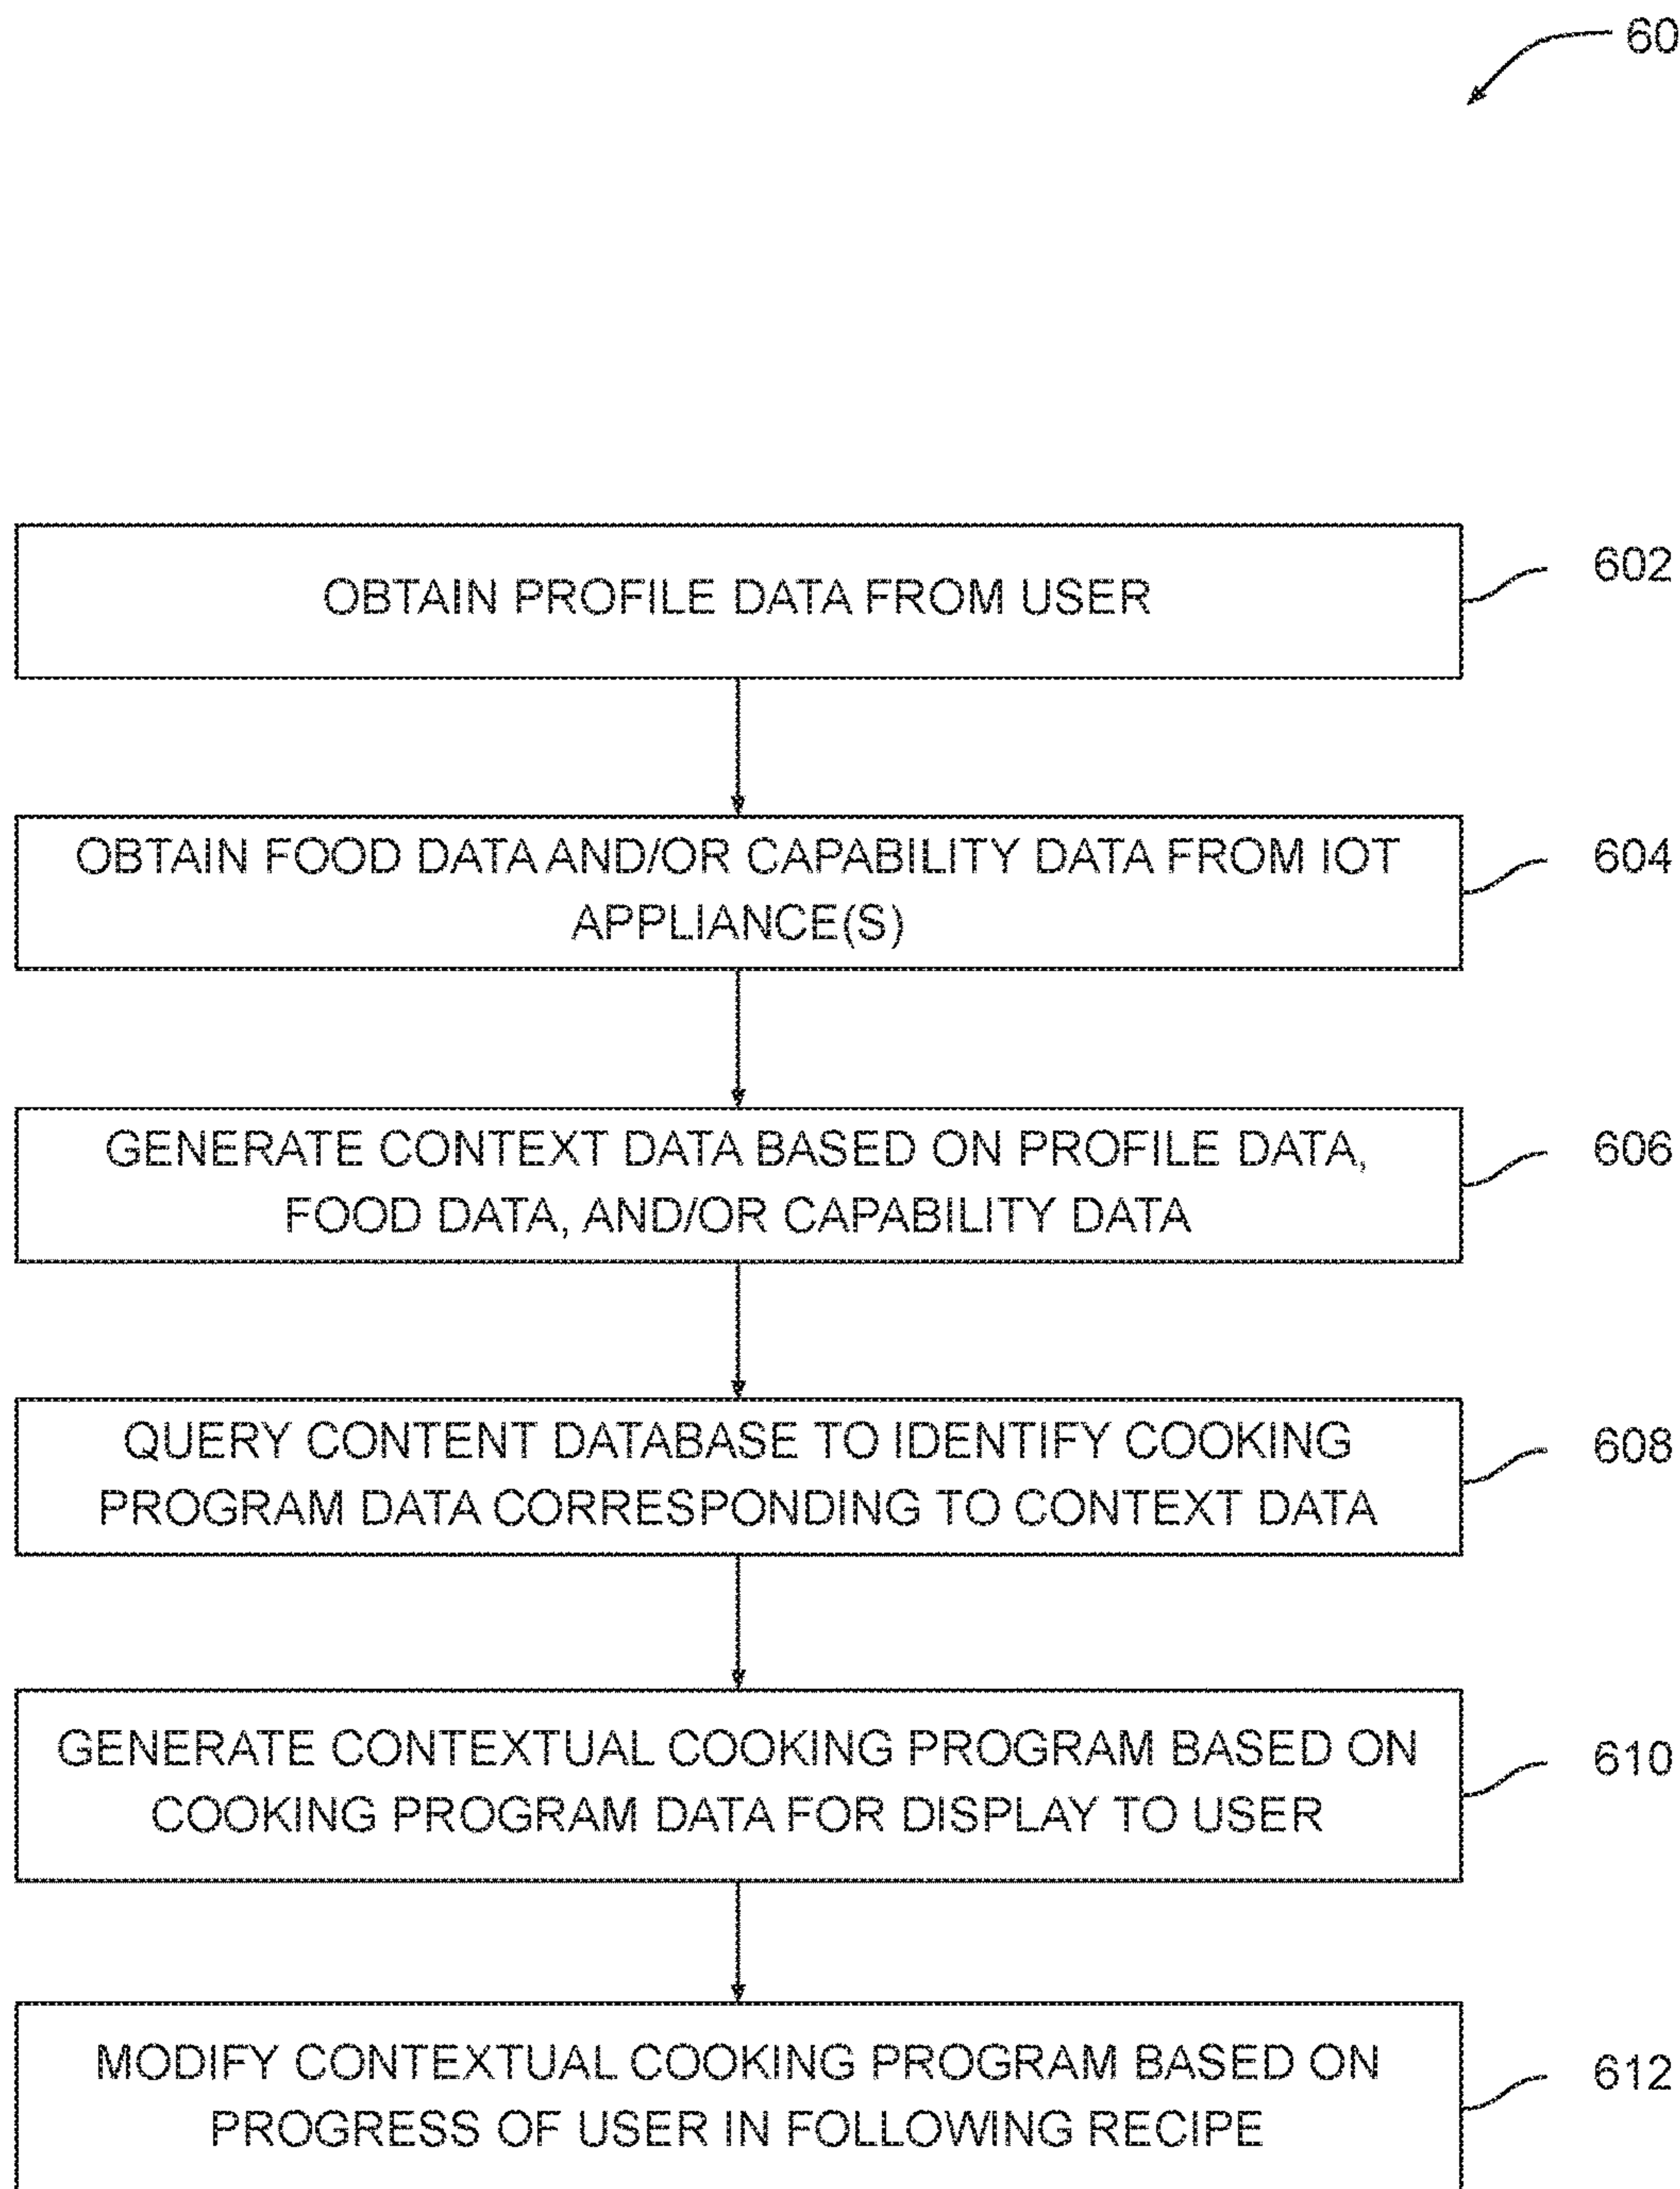 60
OBTAIN PROFILE DATA FROM USER
602
OBTAIN FOOD DATA AND/OR CAPABILITY DATA FROM IOT
APPLIANCE(S)
604
GENERATE CONTEXT DATA BASED ON PROFILE DATA,
FOOD DATA, AND/OR CAPABILITY DATA
606
QUERY CONTENT DATABASE TO IDENTIFY COOKING
PROGRAM DATA CORRESPONDING TO CONTEXT DATA
608
GENERATE CONTEXTUAL COOKING PROGRAM BASED ON
COOKING PROGRAM DATA FOR DISPLAY TO USER
610
MODIFY CONTEXTUAL COOKING PROGRAM BASED ON
PROGRESS OF USER IN FOLLOWING RECIPE
612